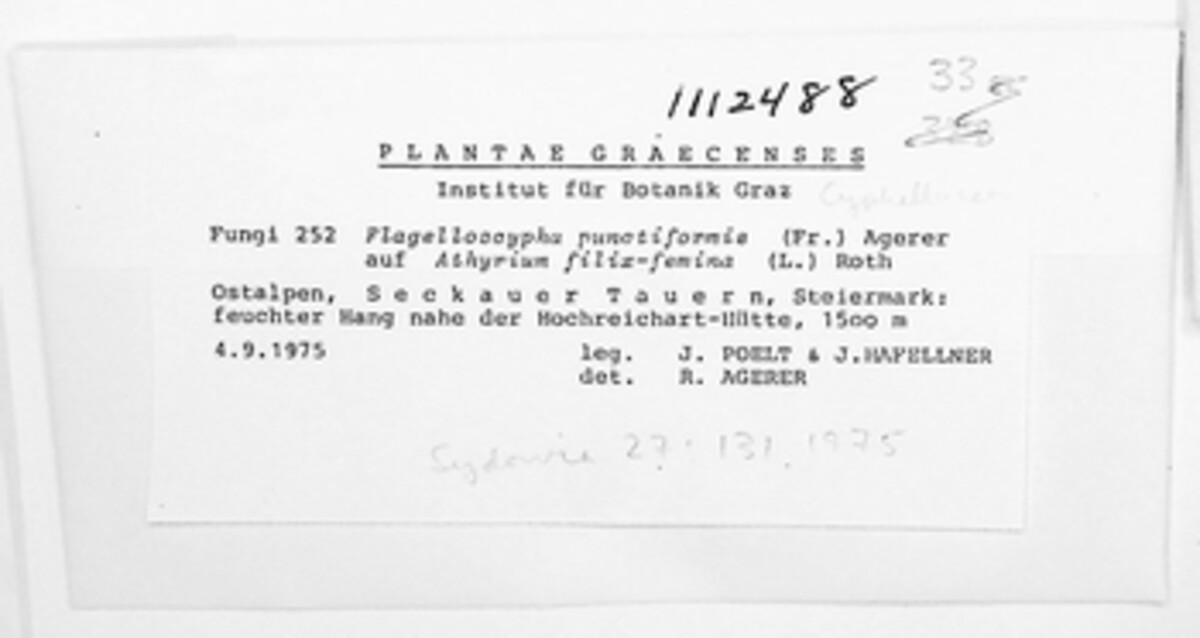 1112488
33
PLANTAE GRAECENSES
Institut für Botanik Graz
Fungi 252 Flagelloscypha punctiformis (Fr.) Agerer
auf Athyrium filix-femina (L.) Roth
Ostalpen, Seckauer Tauern, Steiermark:
feuchter Hang nahe der Hochreichart-Hütte, 1500 m
4.9.1975 leg. J. POELT & J.HAFELLNER
det. R. AGERER
Sydowia 27: 131. 1975